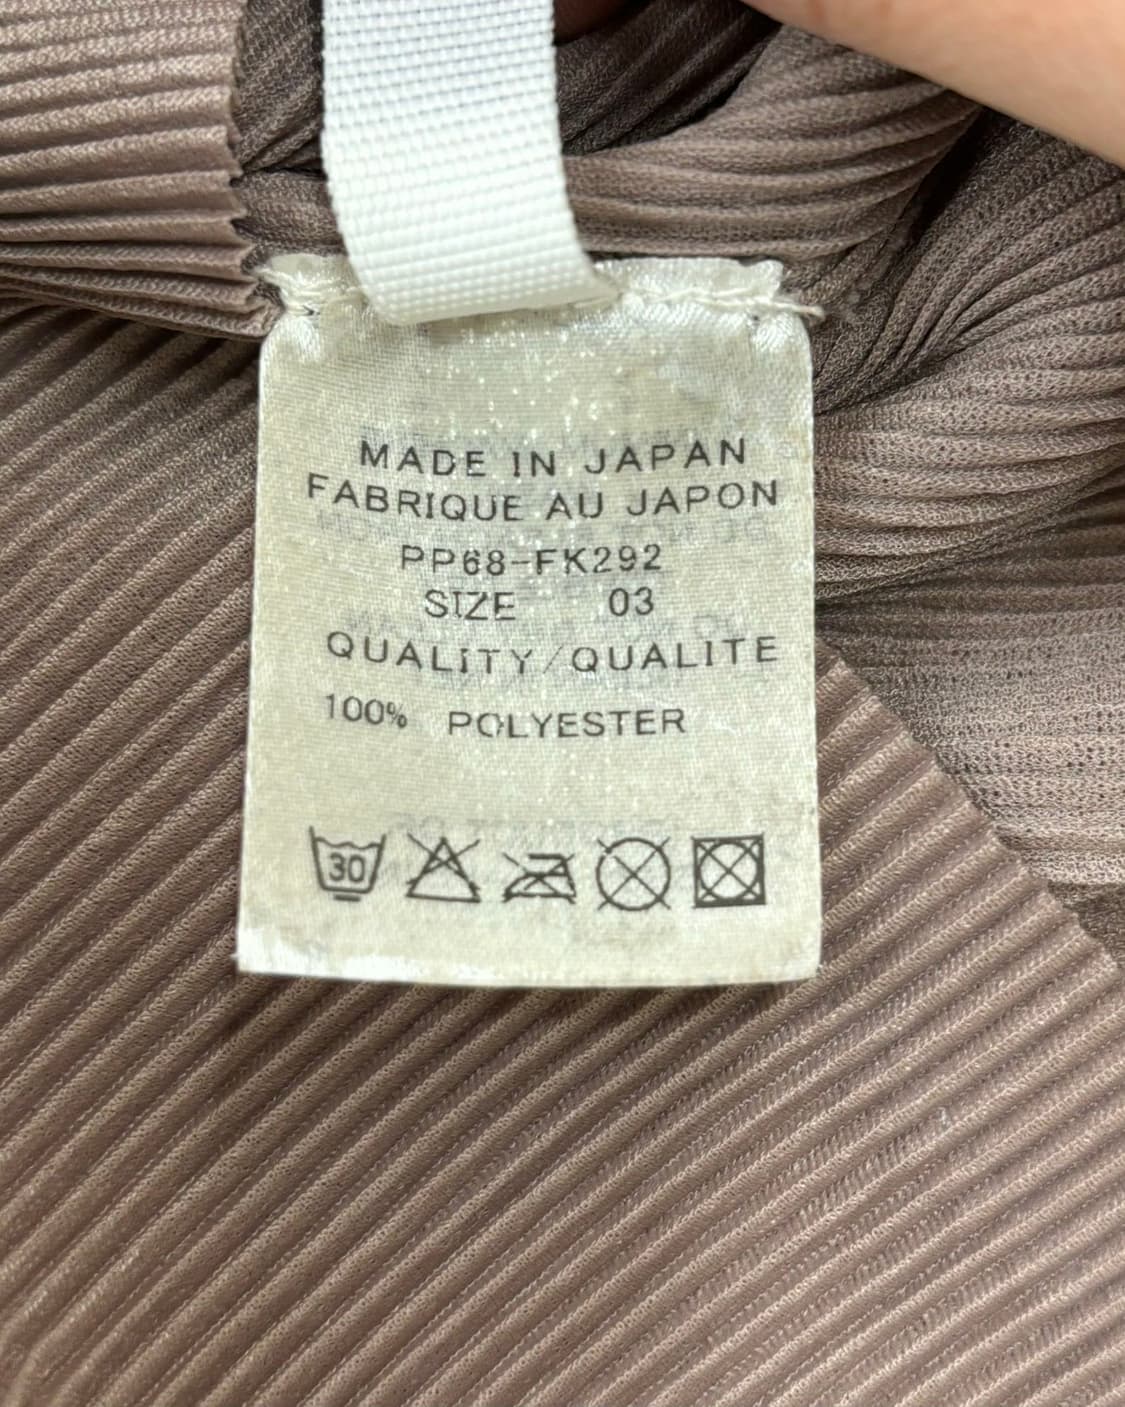 MADE IN JAPAN
FABRIQUE AU JAPON
PP68-FK292
SIZE 03
QUALITY/QUALITE
100% POLYESTER
30